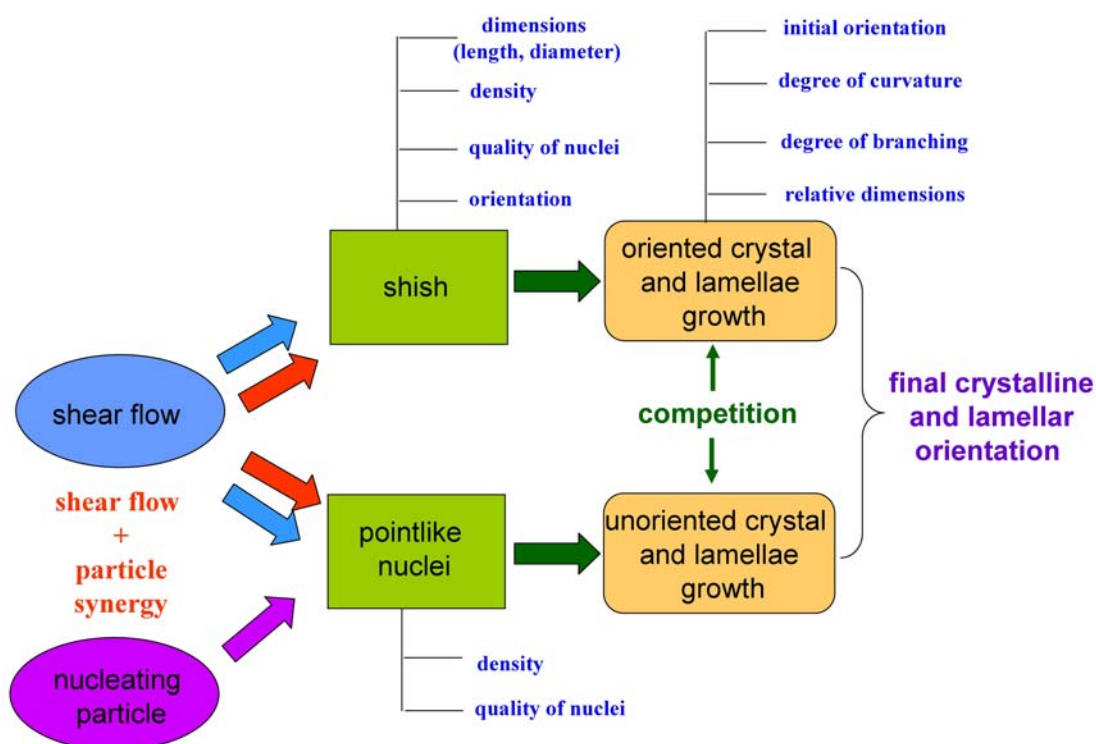 dimensions
(length, diameter)
density
quality of nuclei
orientation
initial orientation
degree of curvature
degree of branching
relative dimensions
shish
oriented crystal
and lamellae
growth
shear flow
competition
final crystalline
and lamellar
orientation
shear flow
+
particle
synergy
pointlike
nuclei
unoriented crystal
and lamellae
growth
nucleating
particle
density
quality of nuclei